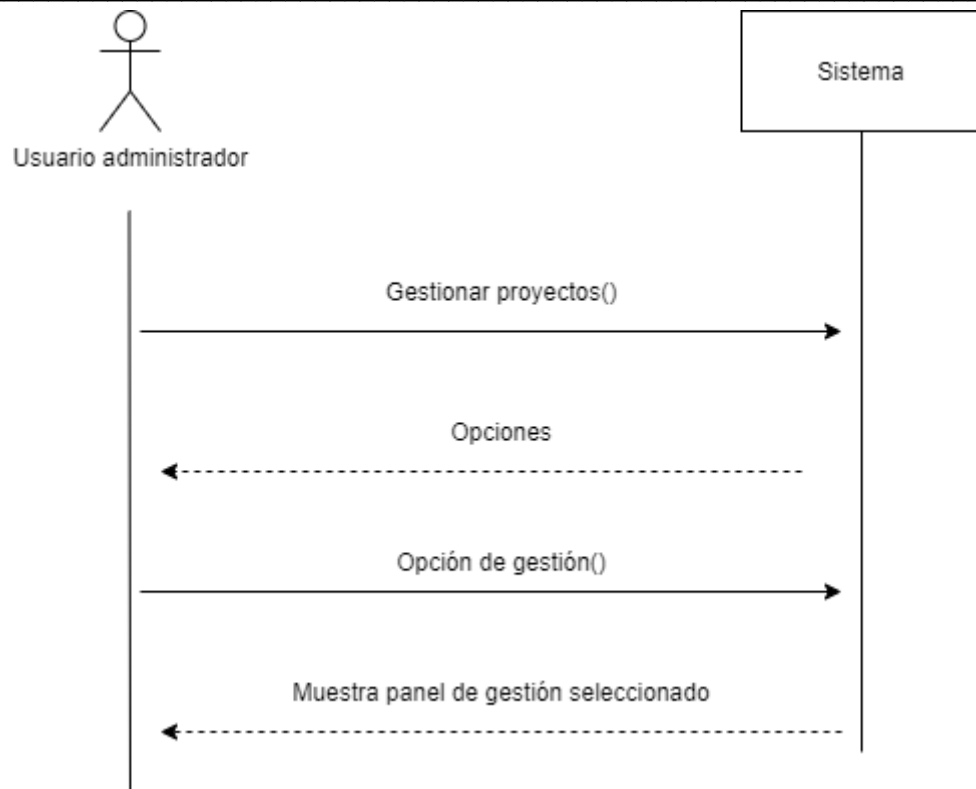 Sistema
Usuario administrador
Gestionar proyectos()
Opciones
Opción de gestión()
Muestra panel de gestión seleccionado